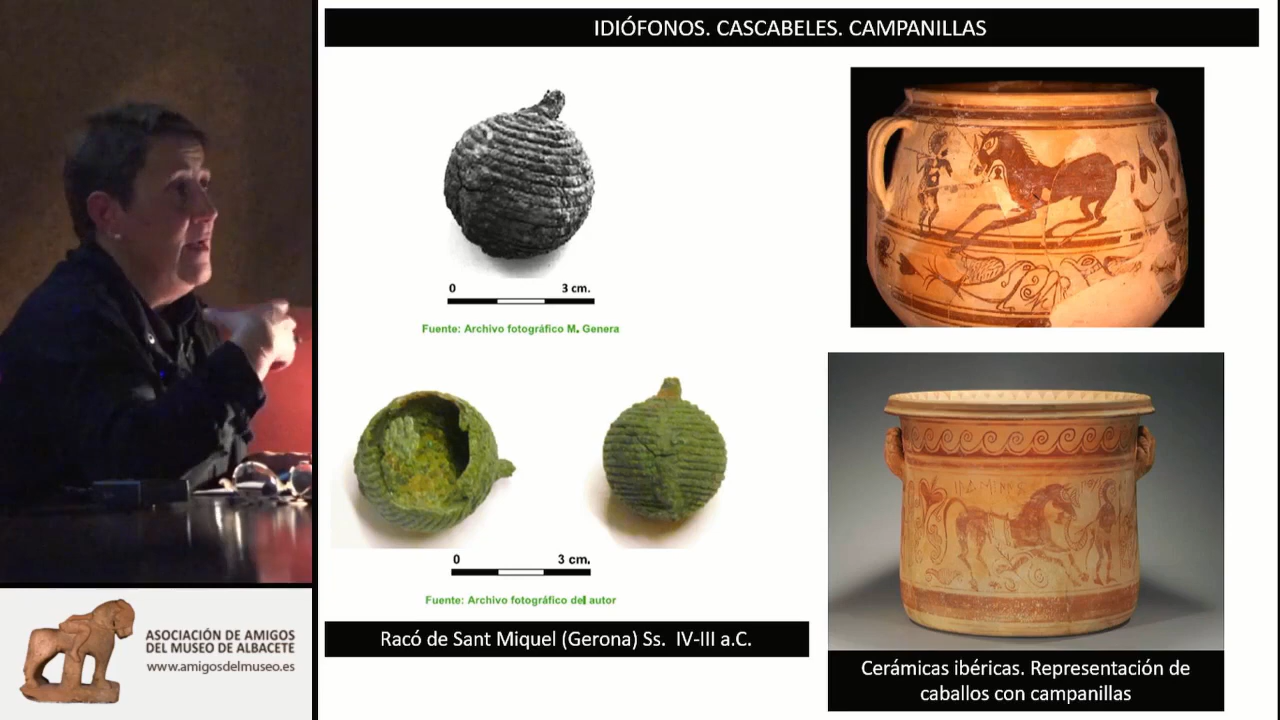 IDIÓFONOS. CASCABELES. CAMPANILLAS
0 3 cm.
Fuente: Archivo fotográfico M. Genera
0 3 cm.
Fuente: Archivo fotográfico del autor
Racó de Sant Miquel (Gerona) Ss. IV-III a.C.
Cerámicas ibéricas. Representación de
caballos con campanillas
ASOCIACIÓN DE AMIGOS
DEL MUSEO DE ALBACETE
www.amigosdelmuseo.es